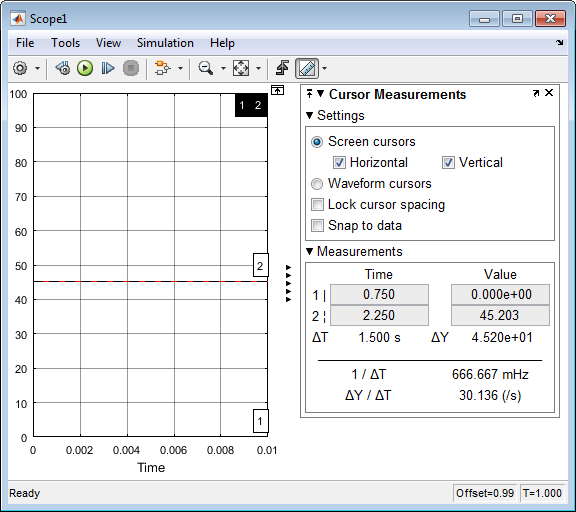 Scope1
File Tools View Simulation Help
Cursor Measurements
Settings
Screen cursors
Horizontal Vertical
Waveform cursors
Lock cursor spacing
Snap to data
Measurements
Time Value
1 | 0.750 0.000e+00
2 ¦ 2.250 45.203
ΔT 1.500 s ΔY 4.520e+01
1 / ΔT 666.667 mHz
ΔY / ΔT 30.136 (/s)
100
90
80
70
60
50
40
30
20
10
0
1 2
2
1
0 0.002 0.004 0.006 0.008 0.01
Time
Ready Offset=0.99 T=1.000